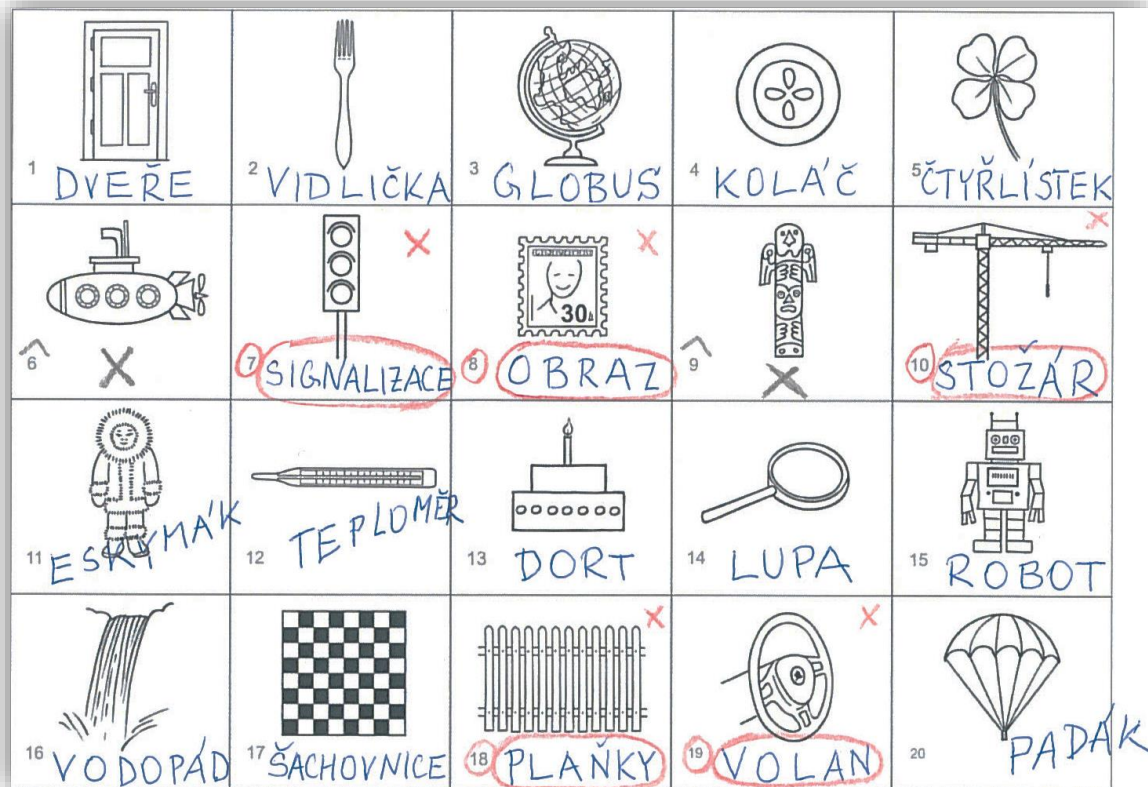 1 DVEŘE
2 VIDLIČKA
3 GLOBUS
4 KOLÁČ
5 ČTYŘLÍSTEK
6
7 SIGNALIZACE
30
8 OBRAZ
9
10 STOŽÁR
11 ESKYMÁK
12 TEPLOMĚR
13 DORT
14 LUPA
15 ROBOT
16 VODOPÁD
17 ŠACHOVNICE
18 PLAŇKY
19 VOLAN
20 PADÁK